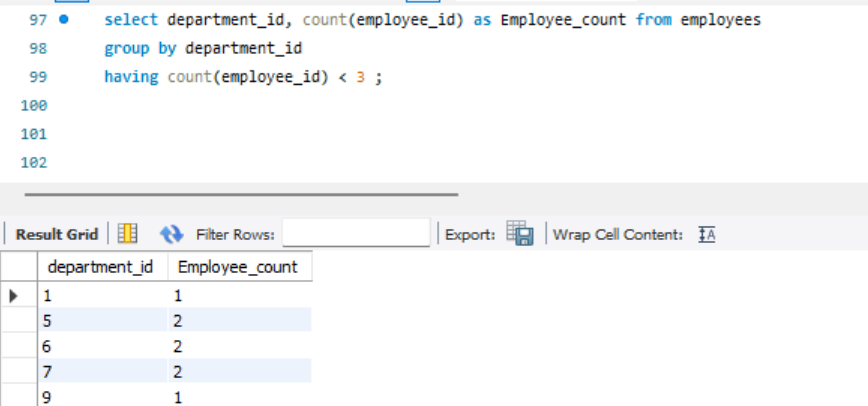 97 select department_id, count(employee_id) as Employee_count from employees
98 group by department_id
99 having count(employee_id) < 3 ;
100
101
102
Result Grid Filter Rows: Export: Wrap Cell Content: IA
department_id Employee_count
1 1
5 2
6 2
7 2
9 1